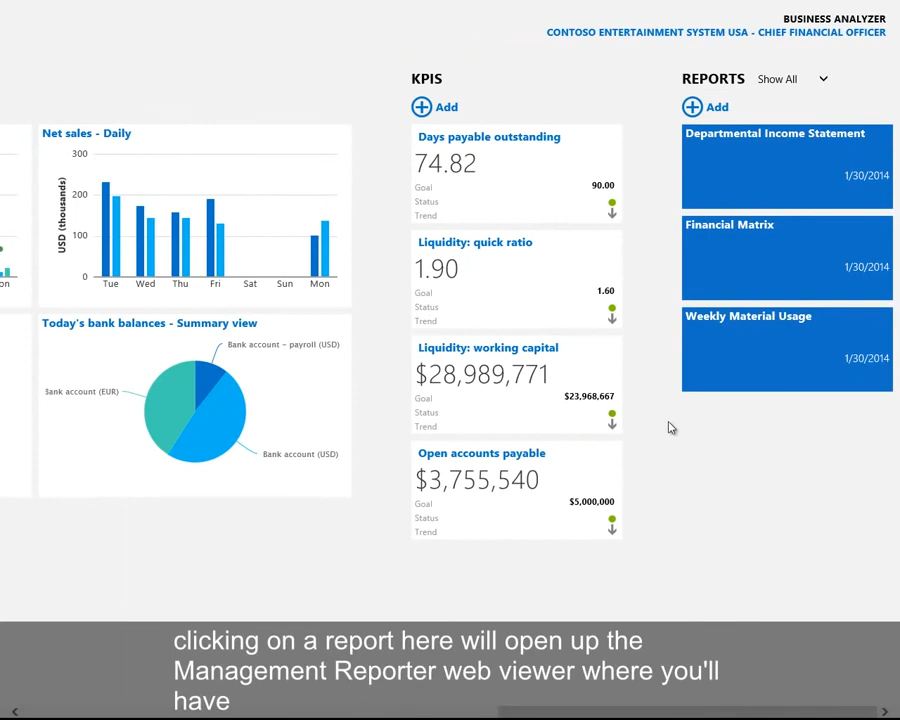 BUSINESS ANALYZER
CONTOSO ENTERTAINMENT SYSTEM USA - CHIEF FINANCIAL OFFICER
KPIS
REPORTS Show All
Add
Add
Net sales - Daily
300
200
100
0
USD (thousands)
Tue Wed Thu Fri Sat Sun Mon
on
Today's bank balances - Summary view
Bank account – payroll (USD)
Bank account (EUR)
Bank account (USD)
Days payable outstanding
74.82
Goal 90.00
Status
Trend
Liquidity: quick ratio
1.90
Goal 1.60
Status
Trend
Liquidity: working capital
$28,989,771
Goal $23,968,667
Status
Trend
Open accounts payable
$3,755,540
Goal $5,000,000
Status
Trend
Departmental Income Statement
1/30/2014
Financial Matrix
1/30/2014
Weekly Material Usage
1/30/2014
clicking on a report here will open up the
Management Reporter web viewer where you'll
have